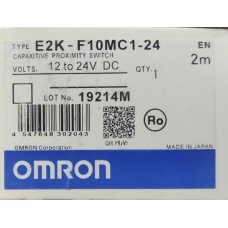 TYPE E2K-F10MC1-24 EN
CAPAXITIVE PROXIMITY SWITCH 2m
VOLTS. 12 to 24V DC QTY. 1
LOT No. 19214M
4 547648 302043
Ro
OMRON Corporation MADE IN JAPAN
OMRON